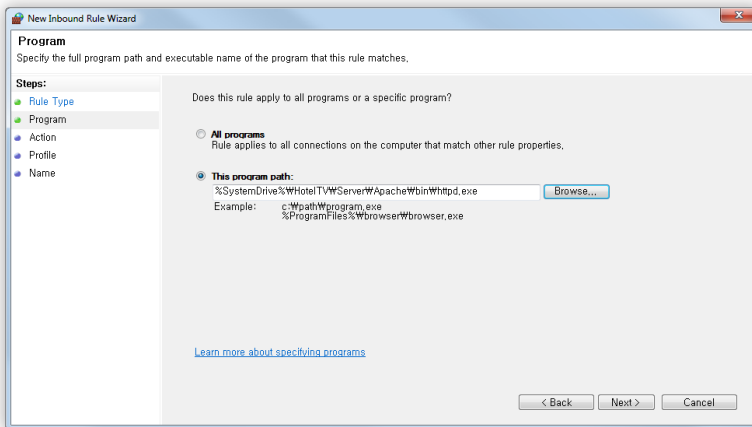 New Inbound Rule Wizard
Program
Specify the full program path and executable name of the program that this rule matches,
Steps:
Rule Type
Program
Action
Profile
Name
Does this rule apply to all programs or a specific program?
All programs
Rule applies to all connections on the computer that match other rule properties,
This program path:
%SystemDrive%₩HotelTV₩Server₩Apache₩bin₩httpd,exe
Browse,,,
Example: c:₩path₩program,exe
%ProgramFiles%₩browser₩browser,exe
Learn more about specifying programs
< Back
Next >
Cancel